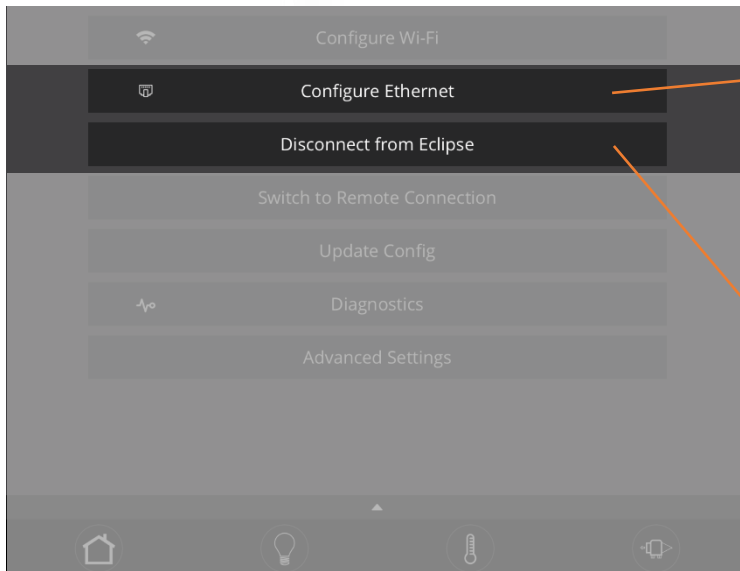 Configure Wi-Fi
Configure Ethernet
Disconnect from Eclipse
Switch to Remote Connection
Update Config
Diagnostics
Advanced Settings